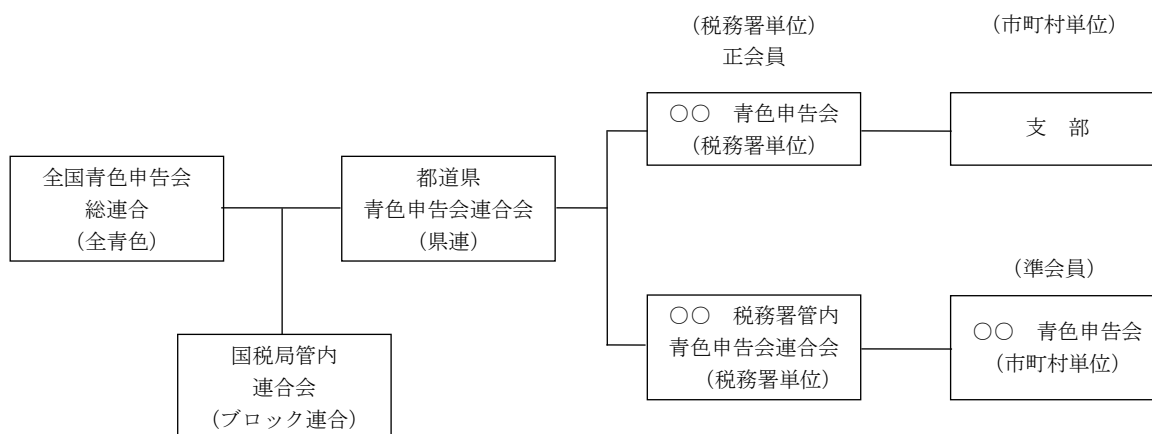 (税務署単位)
正会員
(市町村単位)
○○ 青色申告会
(税務署単位)
支 部
全国青色申告会
総連合
(全青色)
都道県
青色申告会連合会
(県連)
(準会員)
○○ 税務署管内
青色申告会連合会
(税務署単位)
○○ 青色申告会
(市町村単位)
国税局管内
連合会
(ブロック連合)